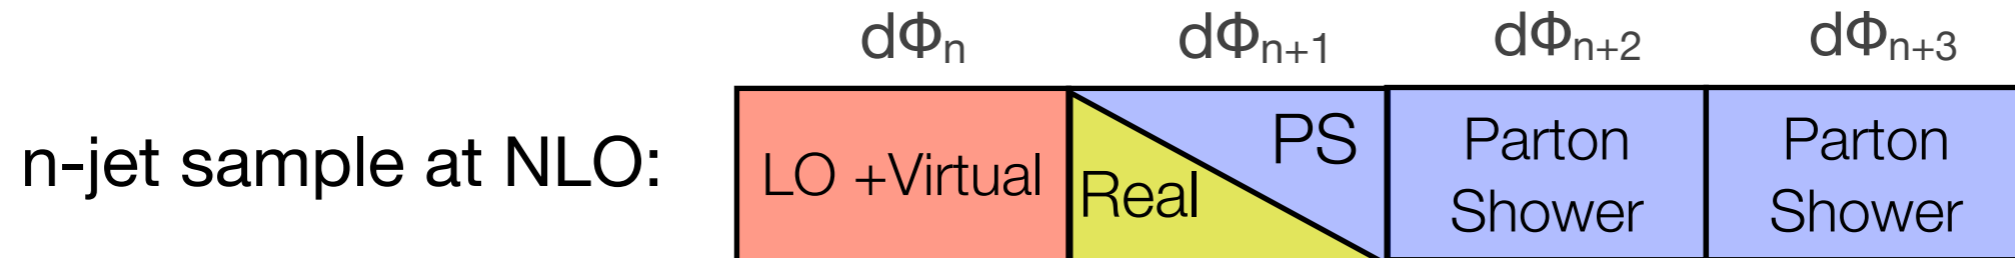 dΦn dΦn+1 dΦn+2 dΦn+3
n-jet sample at NLO:
LO +Virtual
Real
PS
Parton
Shower
Parton
Shower